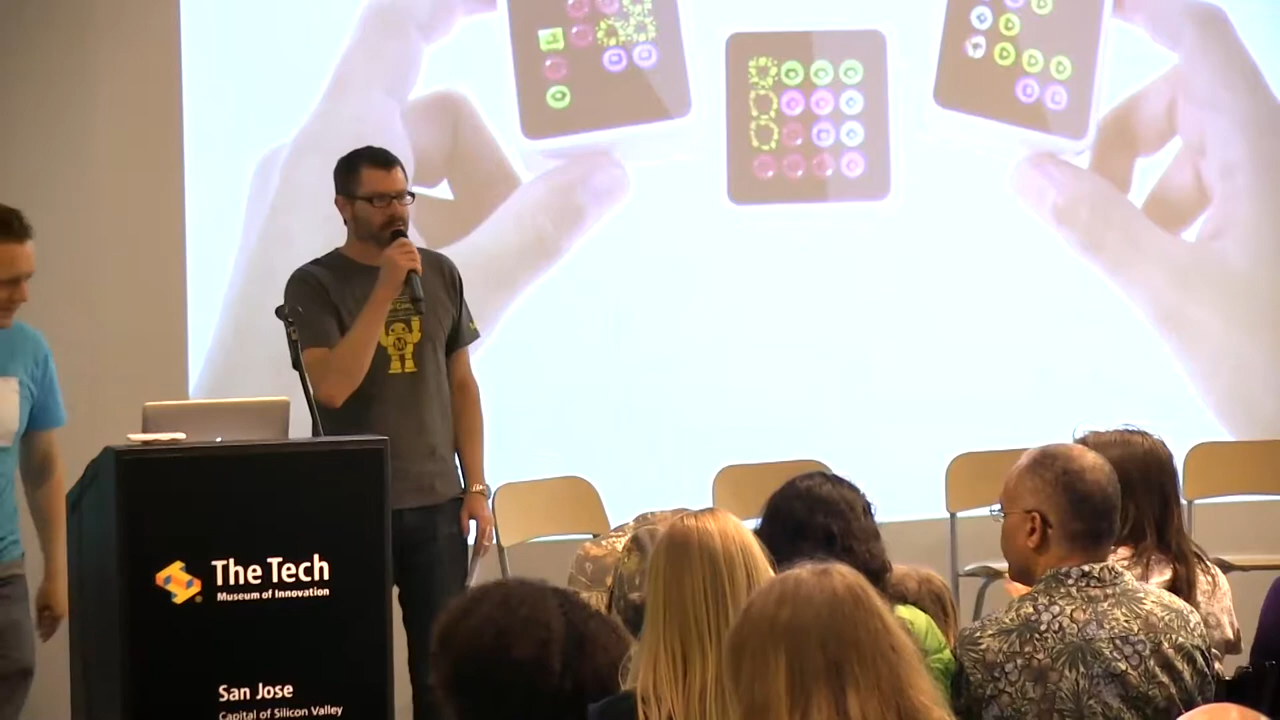 M
The Tech
Museum of Innovation
San Jose
Capital of Silicon Valley